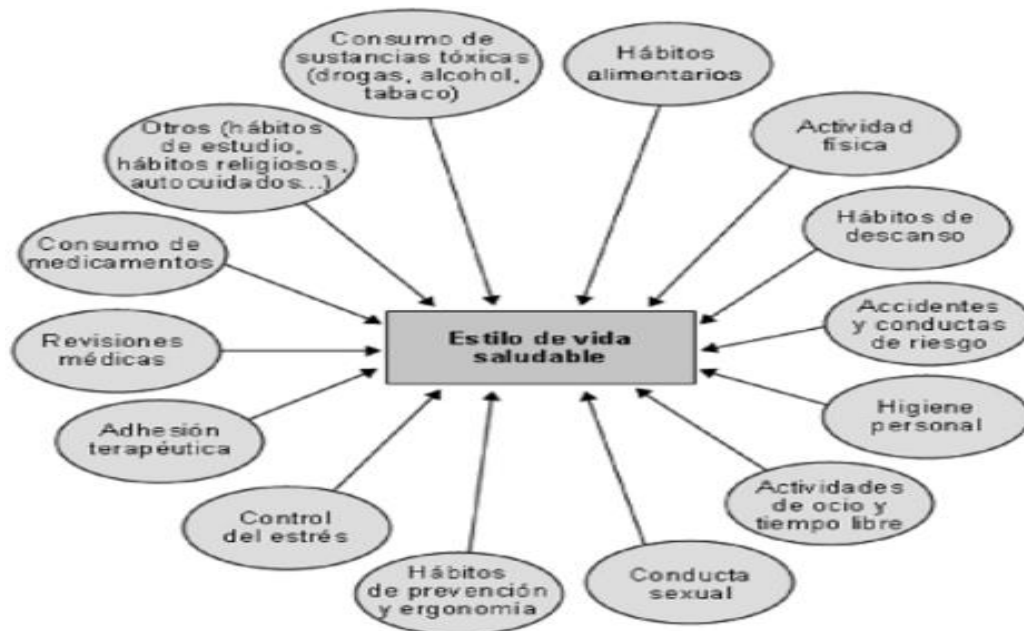 Consumo de
sustancias tóxicas
(drogas, alcohol,
tabaco)
Hábitos
alimentarios
Actividad
física
Hábitos de
descanso
Accidentes
y conductas
de riesgo
Higiene
personal
Actividades
de ocio y
tiempo libre
Conducta
sexual
Hábitos
de prevención
y ergonomía
Control
del estrés
Adhesión
terapéutica
Revisiones
médicas
Consumo de
medicamentos
Otros (hábitos
de estudio,
hábitos religiosos,
autocuidados...)
Estilo de vida
saludable